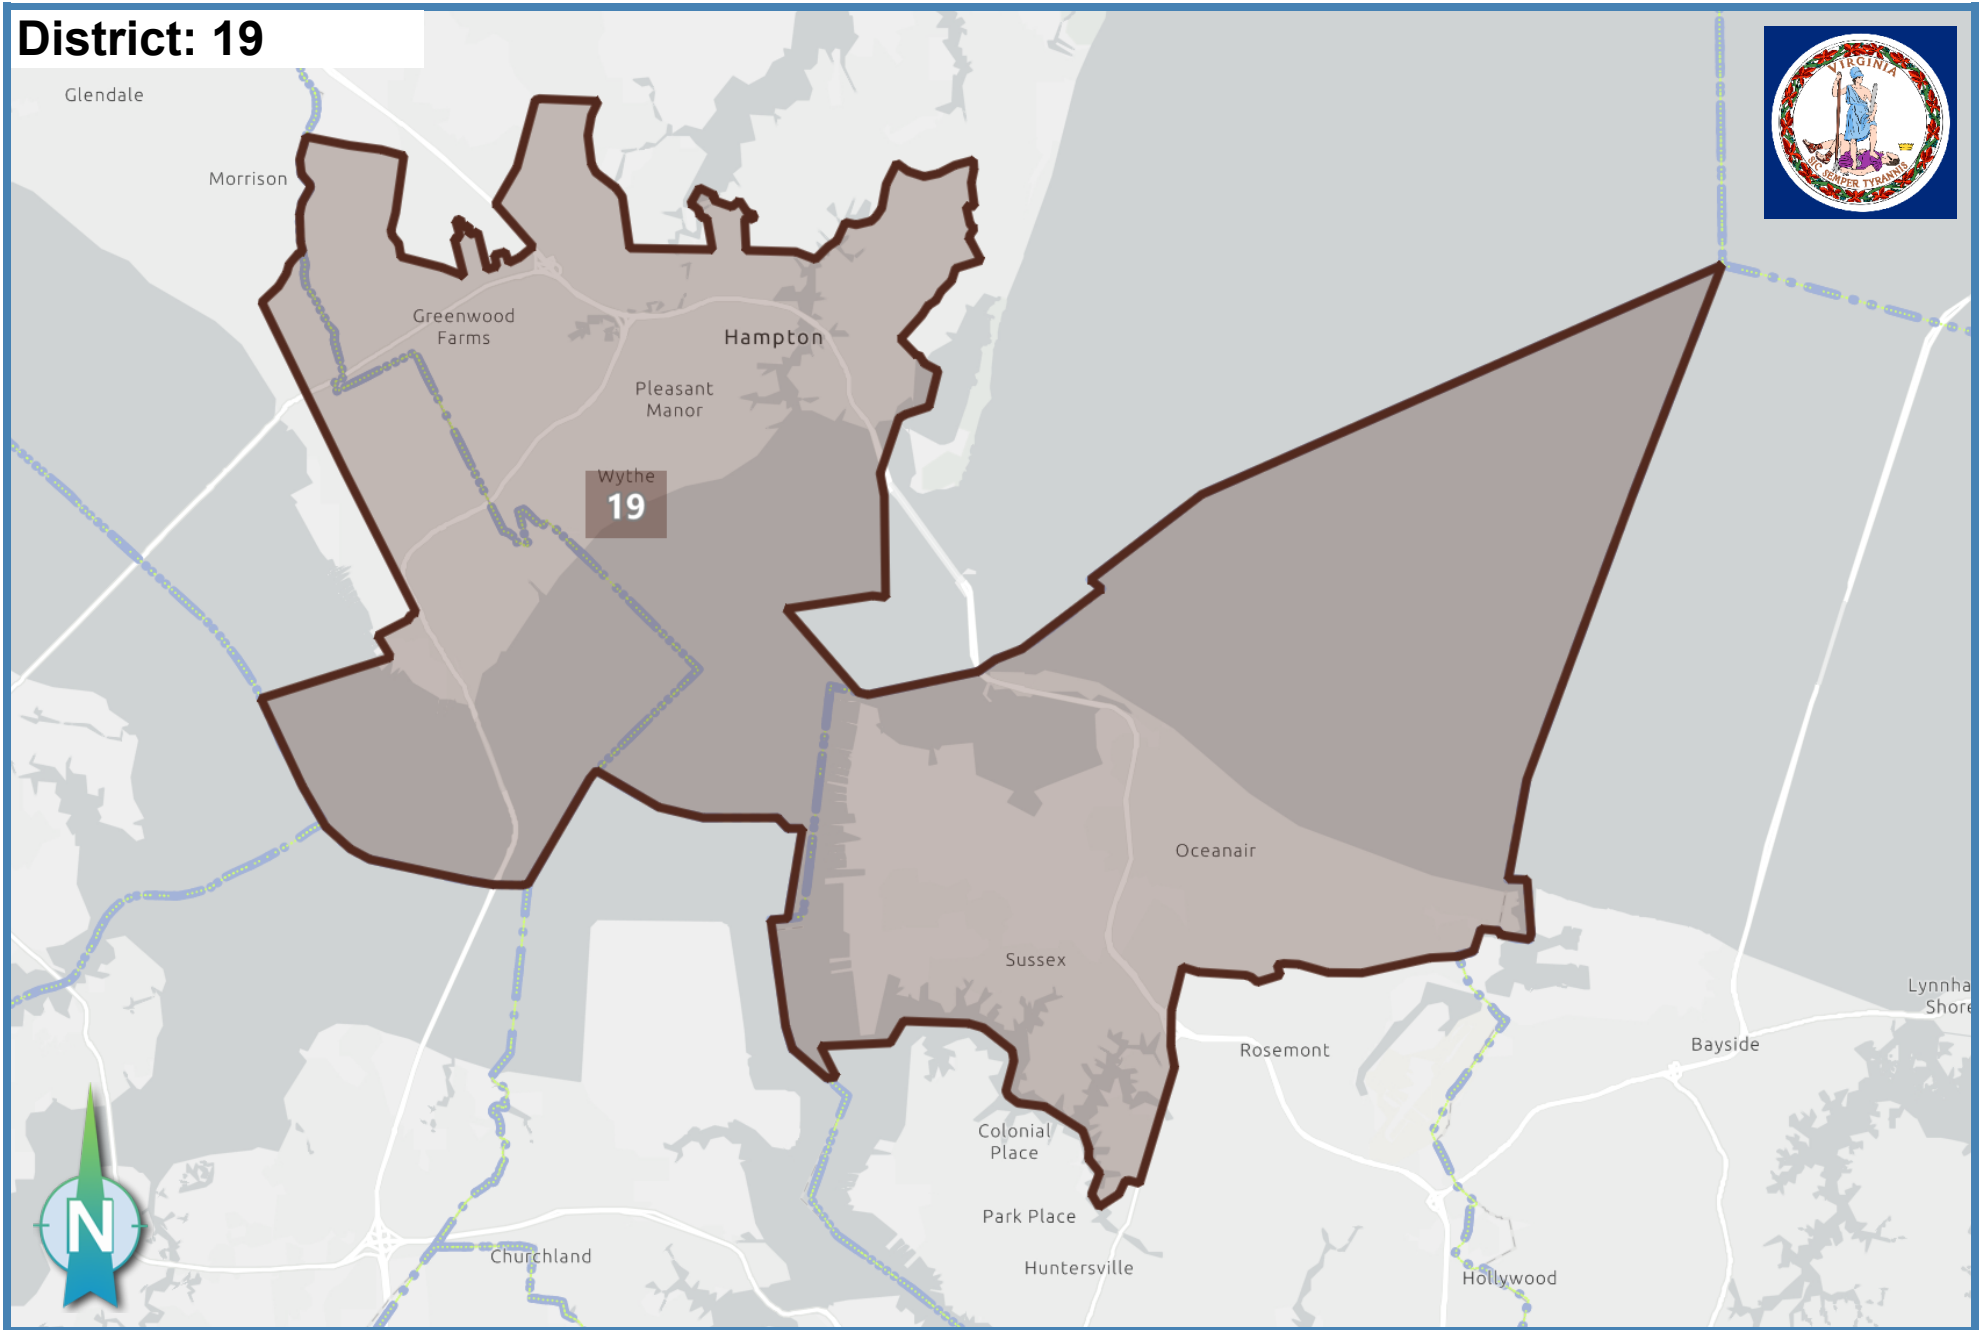 District: 19
VIRGINIA
SIC SEMPER TYRANNIS
Glendale
Morrison
Greenwood
Farms
Hampton
Pleasant
Manor
Wythe
19
Oceanair
Sussex
Lynnha
Shore
Rosemont
Bayside
Colonial
Place
Park Place
N
Churchland
Huntersville
Hollywood